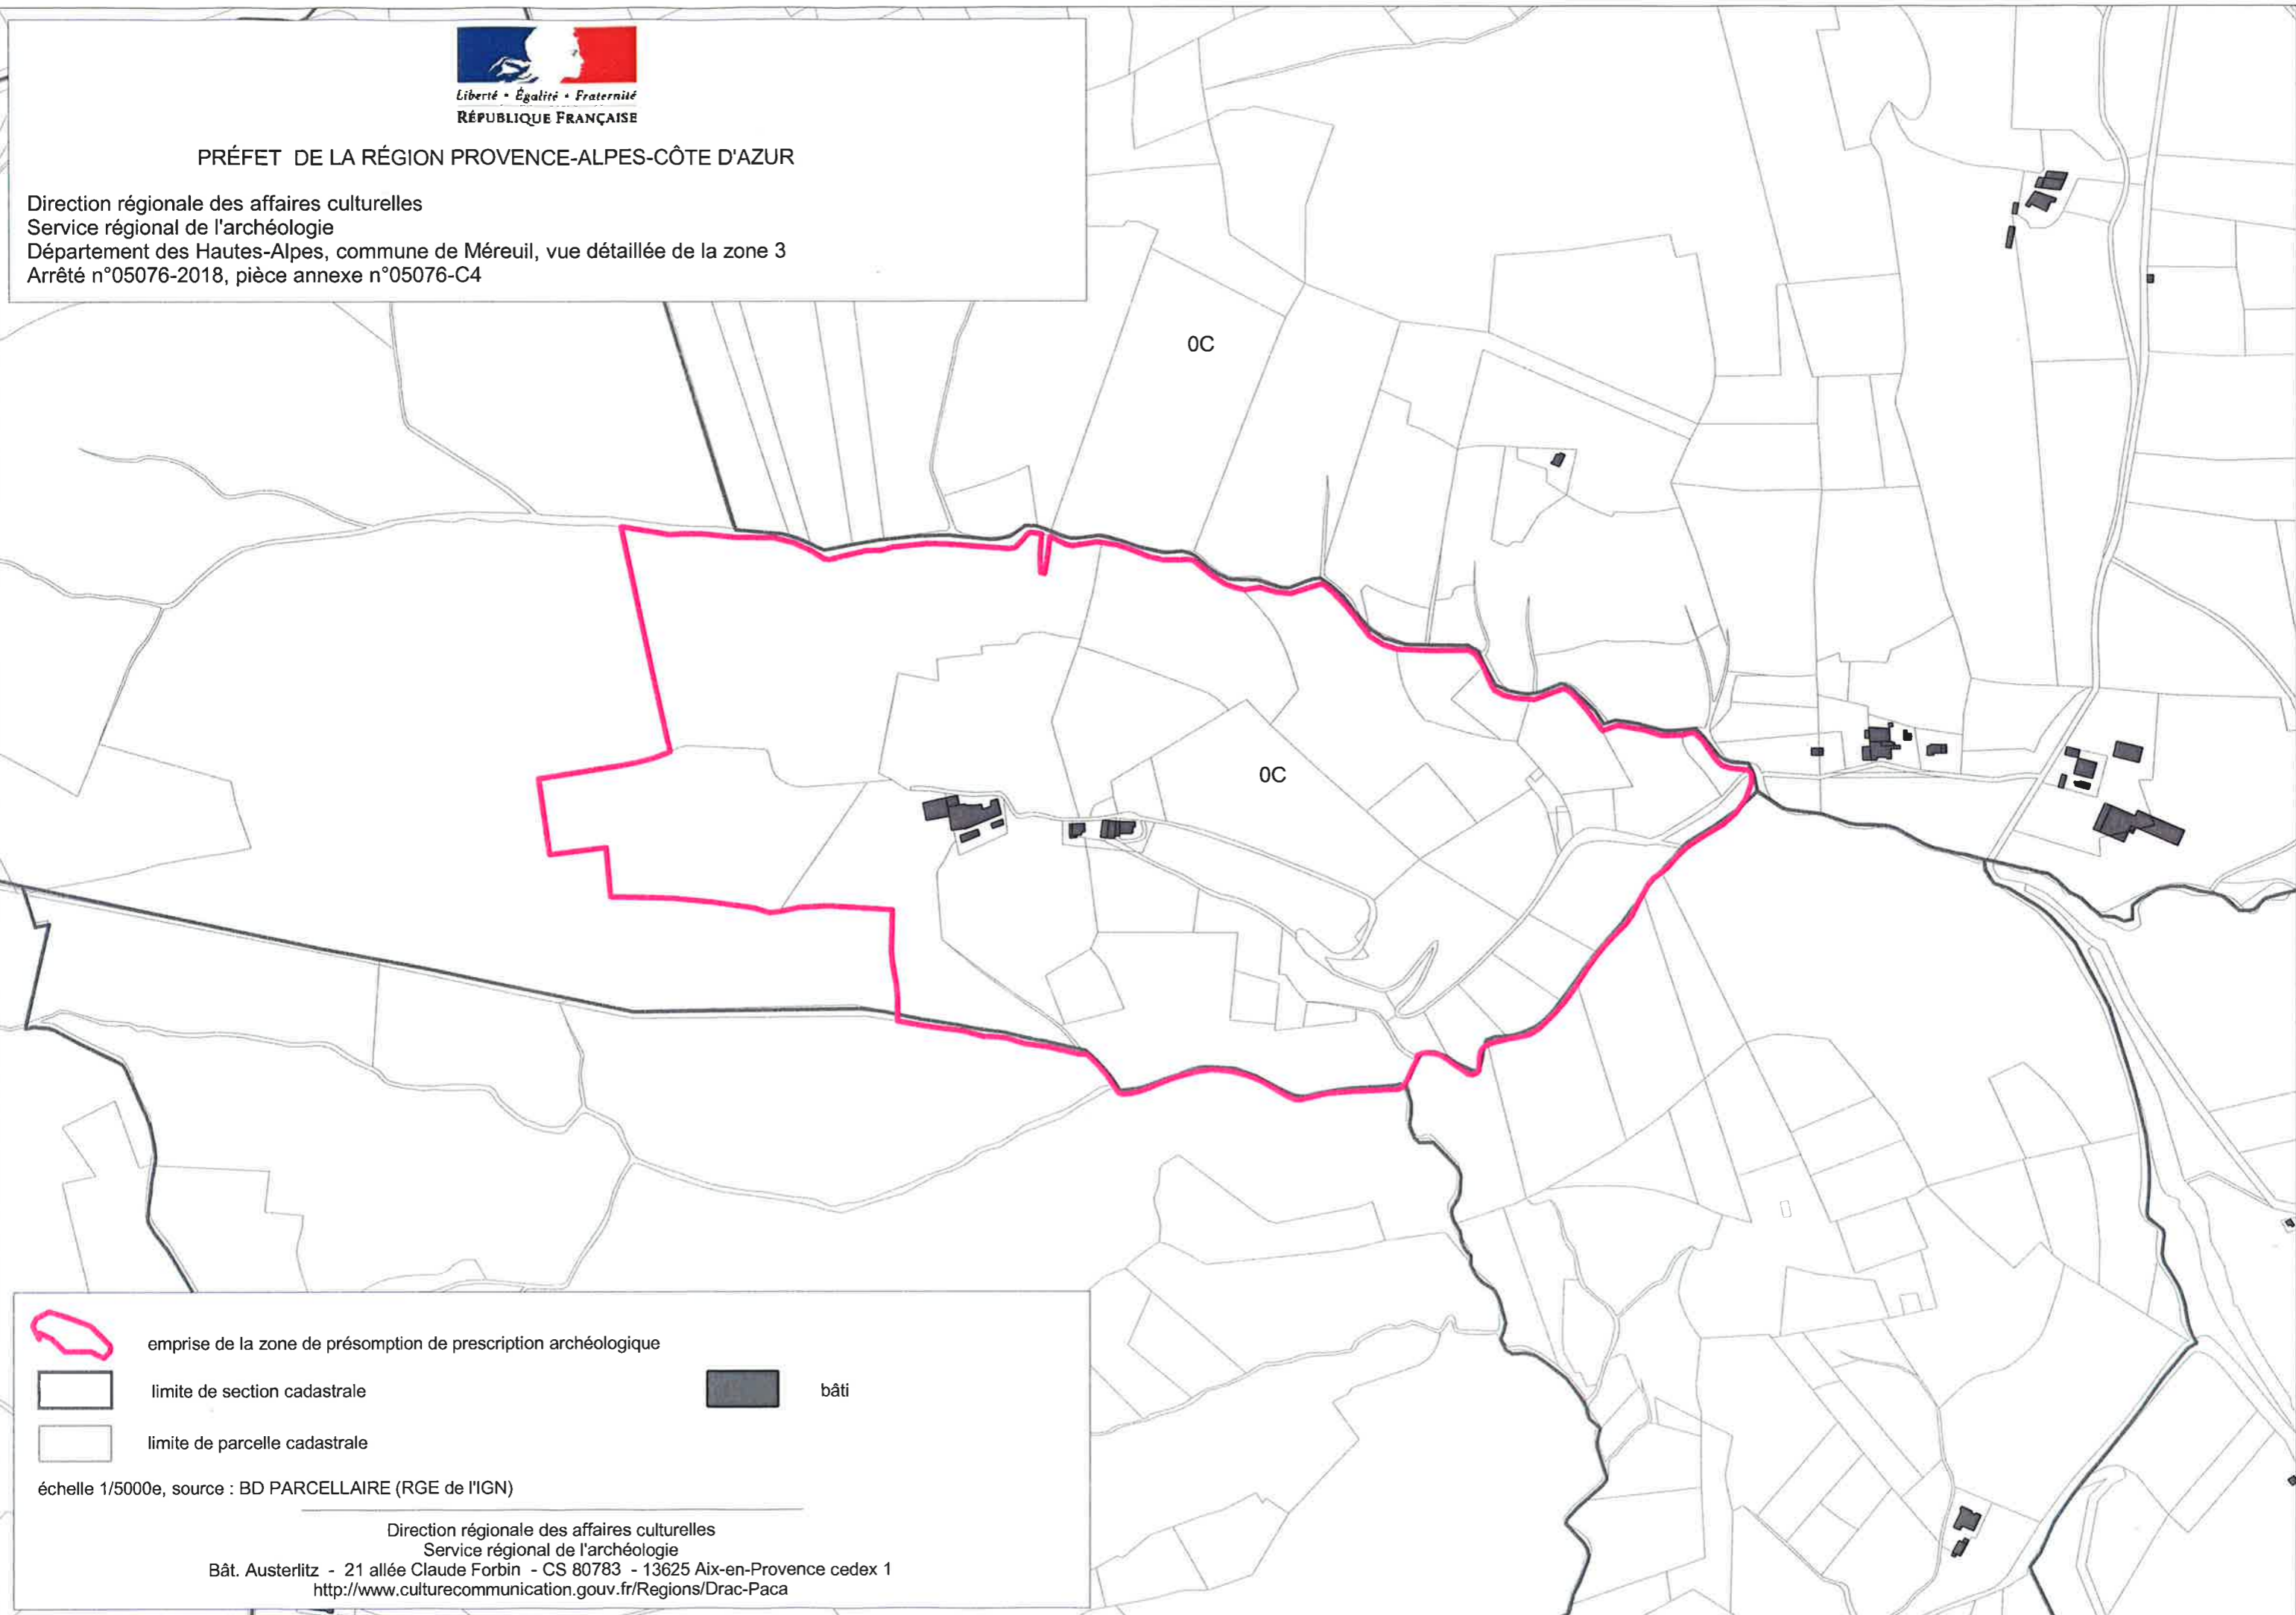 Liberté • Égalité • Fraternité
RÉPUBLIQUE FRANÇAISE
PRÉFET DE LA RÉGION PROVENCE-ALPES-CÔTE D'AZUR
Direction régionale des affaires culturelles
Service régional de l'archéologie
Département des Hautes-Alpes, commune de Méreuil, vue détaillée de la zone 3
Arrêté n°05076-2018, pièce annexe n°05076-C4
0C
0C
emprise de la zone de présomption de prescription archéologique
limite de section cadastrale
bâti
limite de parcelle cadastrale
échelle 1/5000e, source : BD PARCELLAIRE (RGE de l'IGN)
Direction régionale des affaires culturelles
Service régional de l'archéologie
Bât. Austerlitz - 21 allée Claude Forbin - CS 80783 - 13625 Aix-en-Provence cedex 1
http://www.culturecommunication.gouv.fr/Regions/Drac-Paca